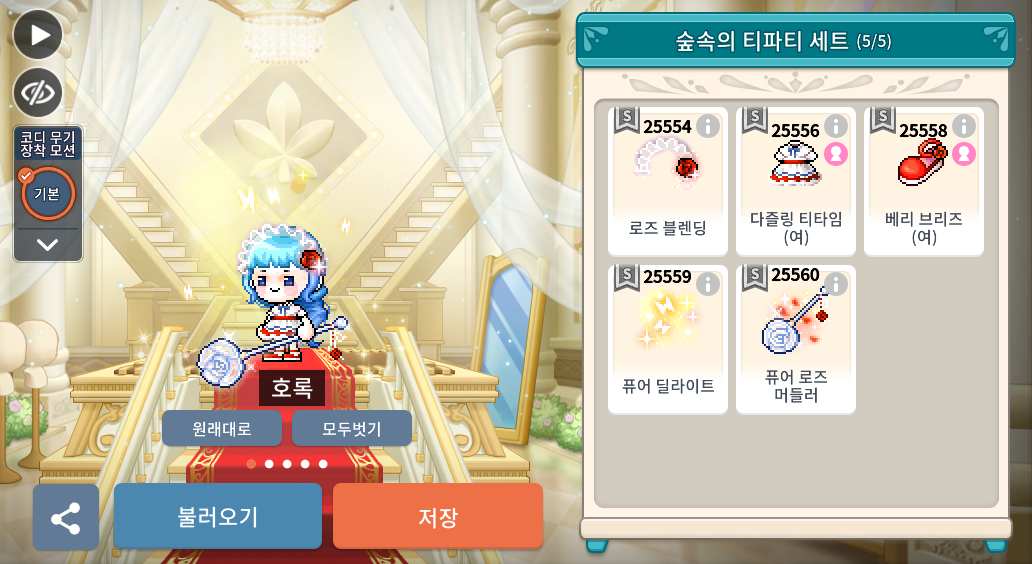 코디 무기
장착 모션
기본
호록
원래대로
모두벗기
불러오기
저장
숲속의 티파티 세트 (5/5)
S
25554
로즈 블렌딩
S
25556
다즐링 티타임
(여)
S
25558
베리 브리즈
(여)
S
25559
퓨어 딜라이트
S
25560
퓨어 로즈
머들러